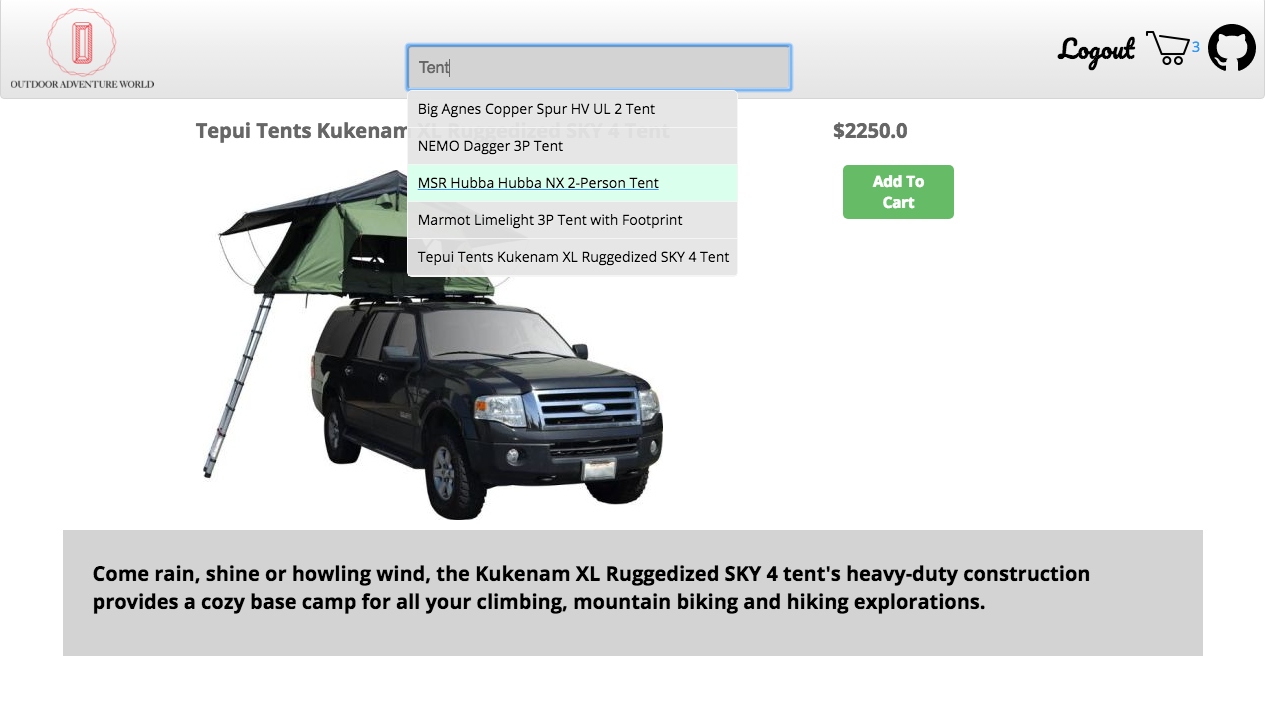 OUTDOOR ADVENTURE WORLD
Tent
Logout
3
Big Agnes Copper Spur HV UL 2 Tent
NEMO Dagger 3P Tent
MSR Hubba Hubba NX 2-Person Tent
Marmot Limelight 3P Tent with Footprint
Tepui Tents Kukenam XL Ruggedized SKY 4 Tent
Tepui Tents Kukenam XL Ruggedized SKY 4 Tent
$2250.0
Add To
Cart
Come rain, shine or howling wind, the Kukenam XL Ruggedized SKY 4 tent's heavy-duty construction
provides a cozy base camp for all your climbing, mountain biking and hiking explorations.